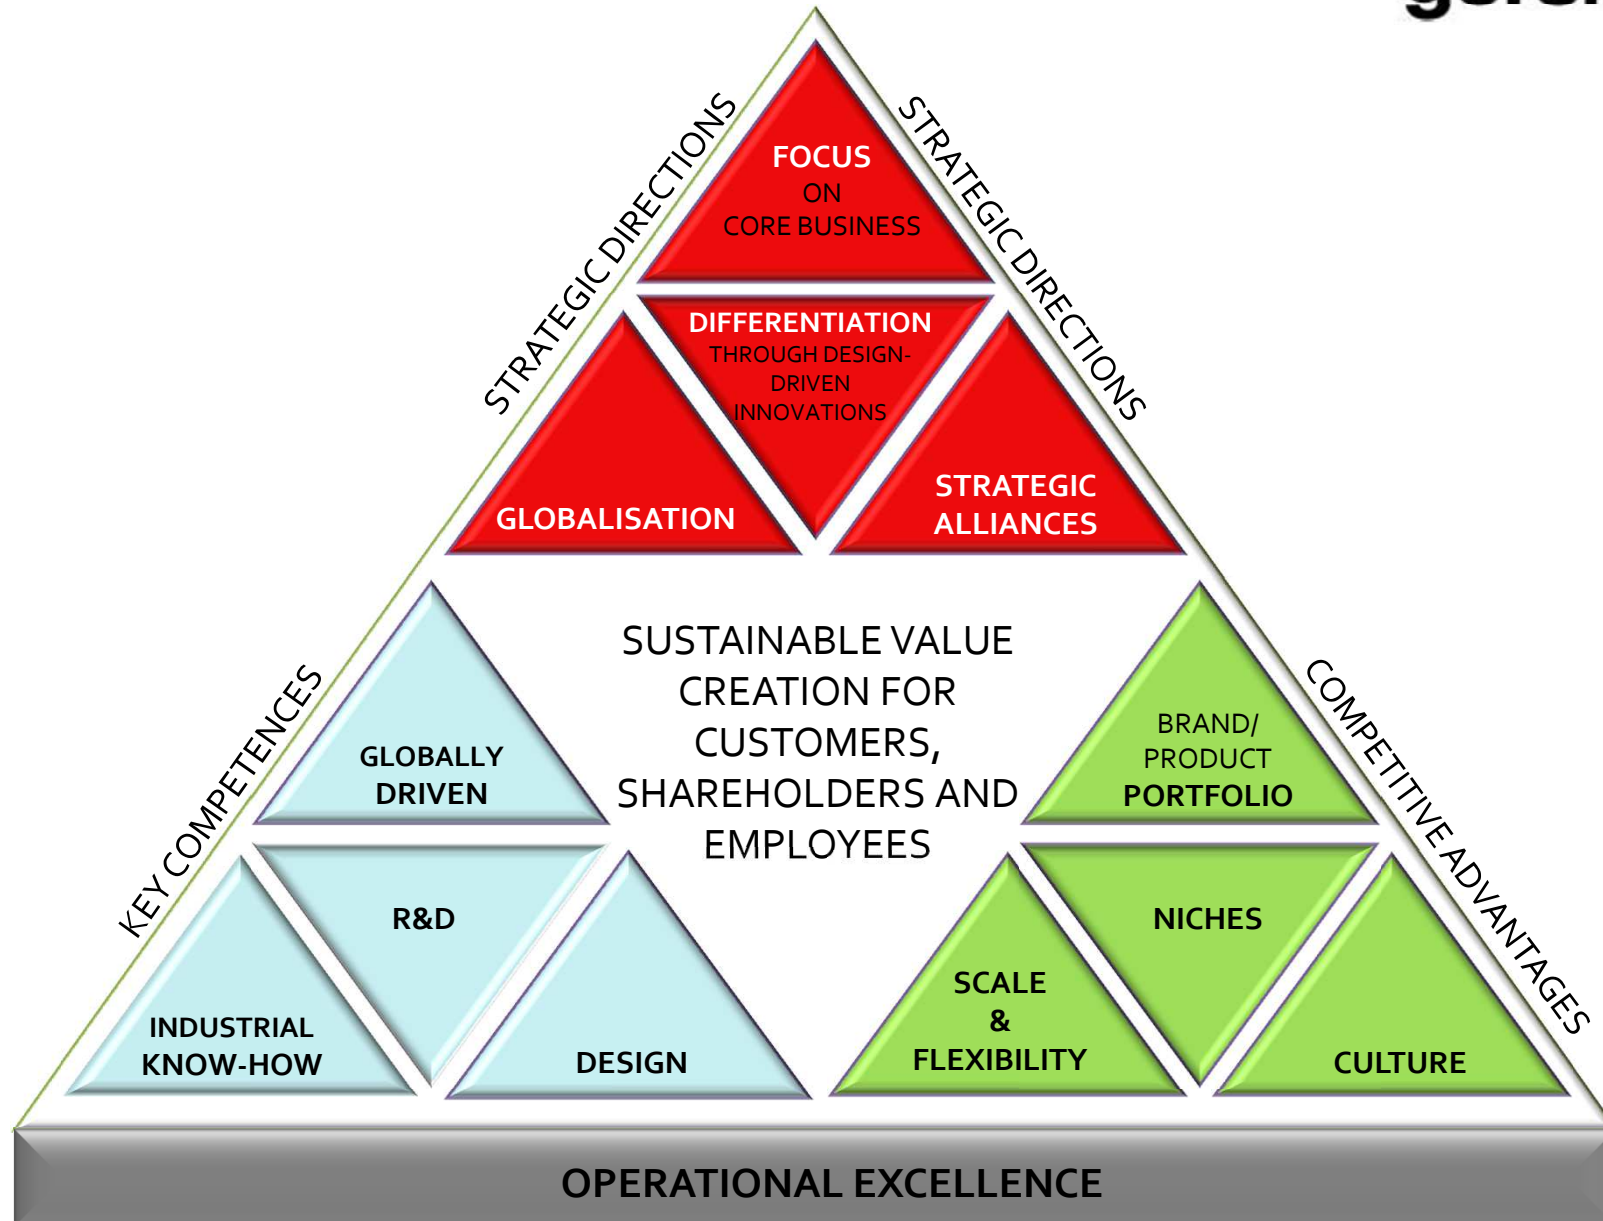 STRATEGIC DIRECTIONS
STRATEGIC DIRECTIONS
FOCUS
ON
CORE BUSINESS
DIFFERENTIATION
THROUGH DESIGN-
DRIVEN
INNOVATIONS
GLOBALISATION
STRATEGIC
ALLIANCES
KEY COMPETENCES
GLOBALLY
DRIVEN
R&D
INDUSTRIAL
KNOW-HOW
DESIGN
SUSTAINABLE VALUE
CREATION FOR
CUSTOMERS,
SHAREHOLDERS AND
EMPLOYEES
COMPETITIVE ADVANTAGES
BRAND/
PRODUCT
PORTFOLIO
NICHES
SCALE
&
FLEXIBILITY
CULTURE
OPERATIONAL EXCELLENCE